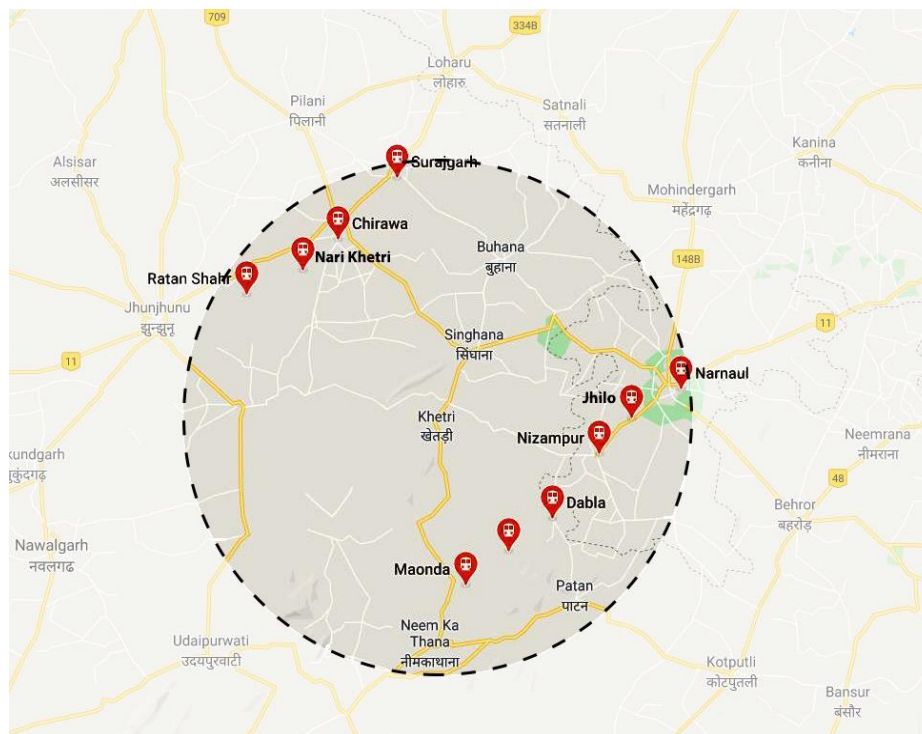 709
334B
Loharu
लोहारू
Pilani
पिलानी
Satnali
सतनाली
Kanina
कनीना
Alsisar
अलसीसर
Surajgarh
Mohindergarh
महेंद्रगढ़
Chirawa
Buhana
बुहाना
Nari Khetri
148B
Ratan Shahr
Jhunjhunu
झुन्झुनू
11
Singhana
सिंघाना
11
Narnaul
Jhilo
Khetri
खेतड़ी
Nizampur
Neemrana
नीमराना
kundgarh
मुकुंदगढ़
48
Dabla
Behror
बहरोड़
Nawalgarh
नवलगढ
Maonda
Patan
पाटन
Neem Ka
Thana
नीमकाथाना
Udaipurwati
उदयपुरवाटी
Kotputli
कोटपुतली
Bansur
बंसौर